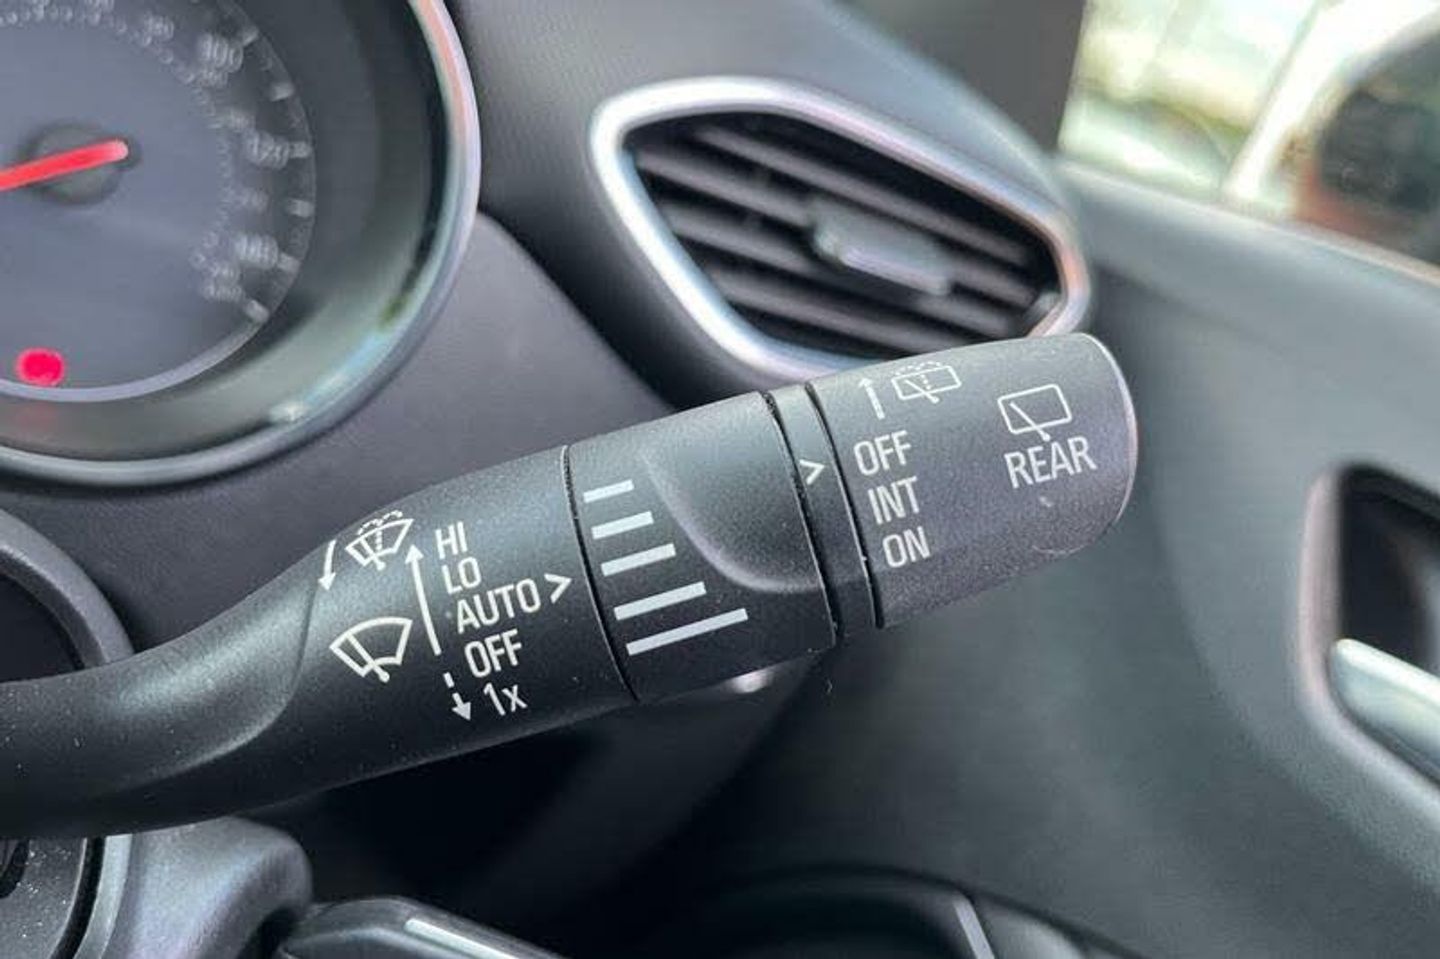 HI
LO
AUTO >
OFF
1x
>
OFF
INT
ON
REAR